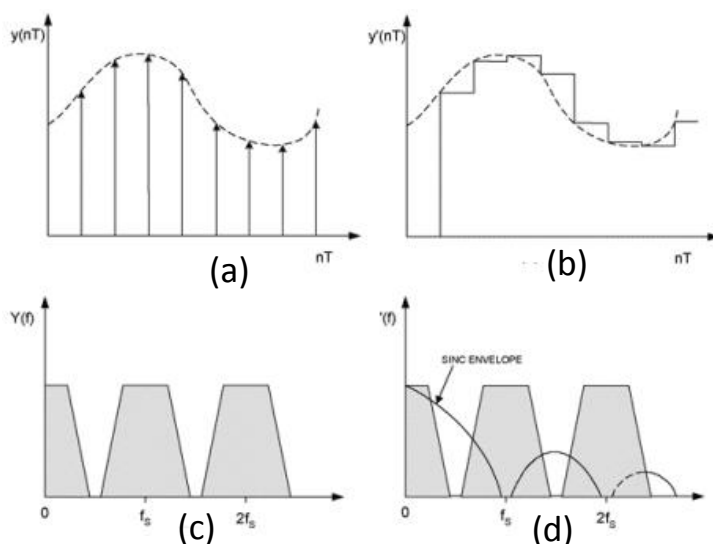 y(nT)
nT
(a)
y'(nT)
nT
(b)
Y(f)
0
fS
2fS
(c)
'(f)
SINC ENVELOPE
0
fS
2fS
(d)